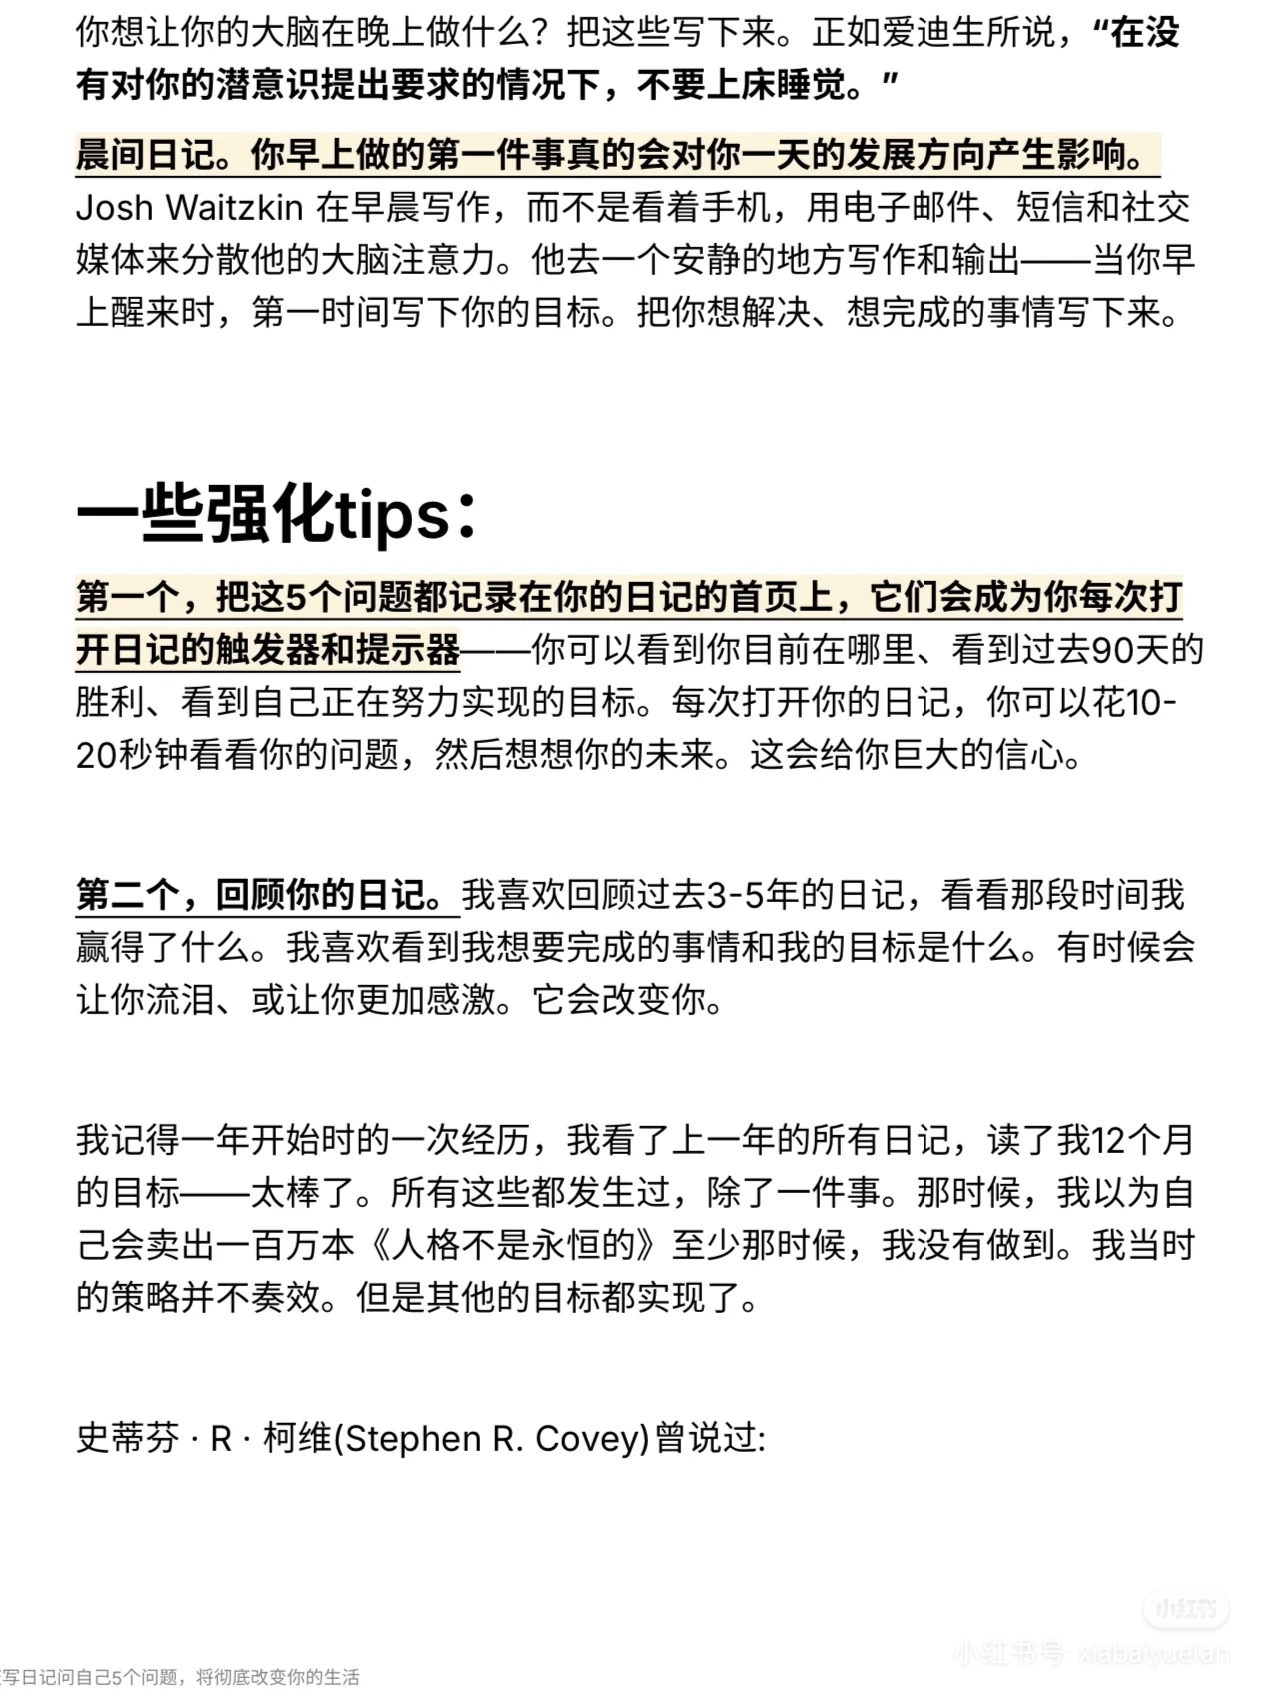 你想让你的大脑在晚上做什么？把这些写下来。正如爱迪生所说，“在没
有对你的潜意识提出要求的情况下，不要上床睡觉。”
晨间日记。你早上做的第一件事真的会对你一天的发展方向产生影响。
Josh Waitzkin 在早晨写作，而不是看着手机，用电子邮件、短信和社交
媒体来分散他的大脑注意力。他去一个安静的地方写作和输出——当你早
上醒来时，第一时间写下你的目标。把你想解决、想完成的事情写下来。
一些强化tips：
第一个，把这5个问题都记录在你的日记的首页上，它们会成为你每次打
开日记的触发器和提示器——你可以看到你目前在哪里、看到过去90天的
胜利、看到自己正在努力实现的目标。每次打开你的日记，你可以花10-
20秒钟看看你的问题，然后想想你的未来。这会给你巨大的信心。
第二个，回顾你的日记。我喜欢回顾过去3-5年的日记，看看那段时间我
赢得了什么。我喜欢看到我想要完成的事情和我的目标是什么。有时候会
让你流泪、或让你更加感激。它会改变你。
我记得一年开始时的一次经历，我看了上一年的所有日记，读了我12个月
的目标——太棒了。所有这些都发生过，除了一件事。那时候，我以为自
己会卖出一百万本《人格不是永恒的》至少那时候，我没有做到。我当时
的策略并不奏效。但是其他的目标都实现了。
史蒂芬 · R · 柯维(Stephen R. Covey)曾说过:
小红书
小红书号: xiabaiyuelan
写日记问自己5个问题，将彻底改变你的生活